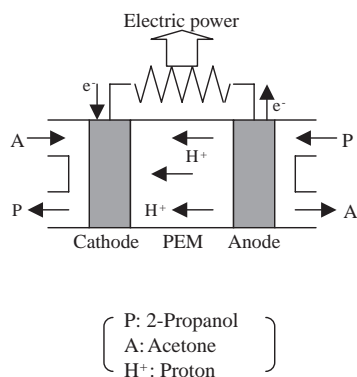 Electric power
e-
e-
A
H+
P
P
H+
A
Cathode PEM Anode
P: 2-Propanol
A: Acetone
H+: Proton